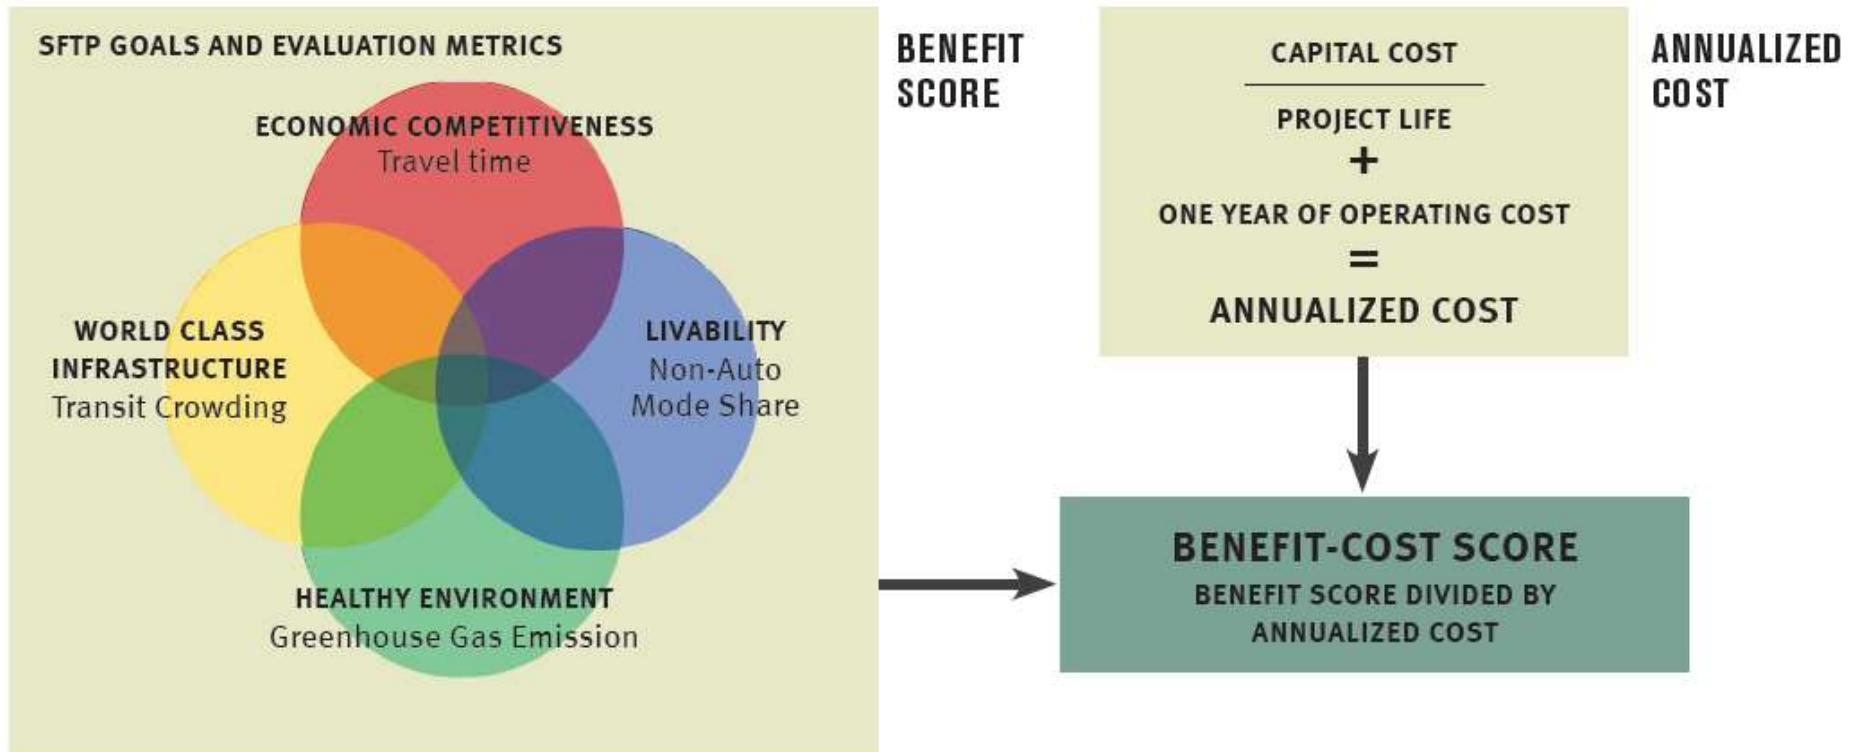 SFTP GOALS AND EVALUATION METRICS
ECONOMIC COMPETITIVENESS
Travel time
WORLD CLASS
INFRASTRUCTURE
Transit Crowding
LIVABILITY
Non-Auto
Mode Share
HEALTHY ENVIRONMENT
Greenhouse Gas Emission
BENEFIT
SCORE
CAPITAL COST
PROJECT LIFE
+
ONE YEAR OF OPERATING COST
=
ANNUALIZED COST
ANNUALIZED
COST
BENEFIT-COST SCORE
BENEFIT SCORE DIVIDED BY
ANNUALIZED COST